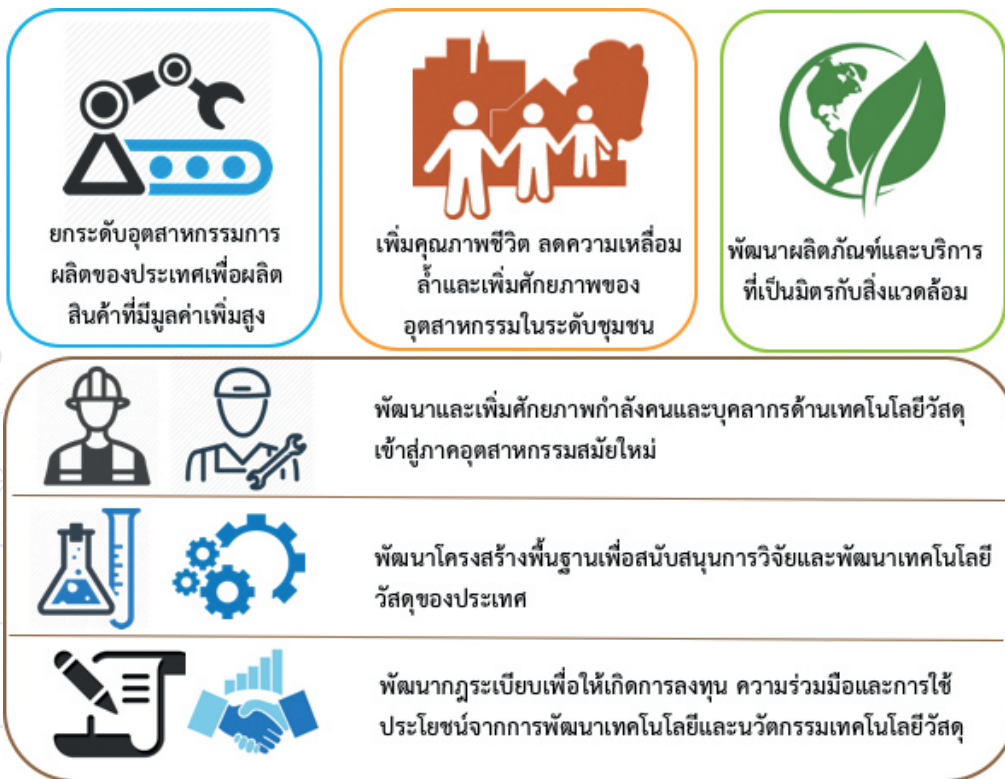 ยกระดับอุตสาหกรรมการ
ผลิตของประเทศเพื่อผลิต
สินค้าที่มีมูลค่าเพิ่มสูง
เพิ่มคุณภาพชีวิต ลดความเหลื่อม
ล้ำและเพิ่มศักยภาพของ
อุตสาหกรรมในระดับชุมชน
พัฒนาผลิตภัณฑ์และบริการ
ที่เป็นมิตรกับสิ่งแวดล้อม
พัฒนาและเพิ่มศักยภาพกำลังคนและบุคลากรด้านเทคโนโลยีวัสดุ
เข้าสู่ภาคอุตสาหกรรมสมัยใหม่
พัฒนาโครงสร้างพื้นฐานเพื่อสนับสนุนการวิจัยและพัฒนาเทคโนโลยี
วัสดุของประเทศ
พัฒนากฎระเบียบเพื่อให้เกิดการลงทุน ความร่วมมือและการใช้
ประโยชน์จากการพัฒนาเทคโนโลยีและนวัตกรรมเทคโนโลยีวัสดุ